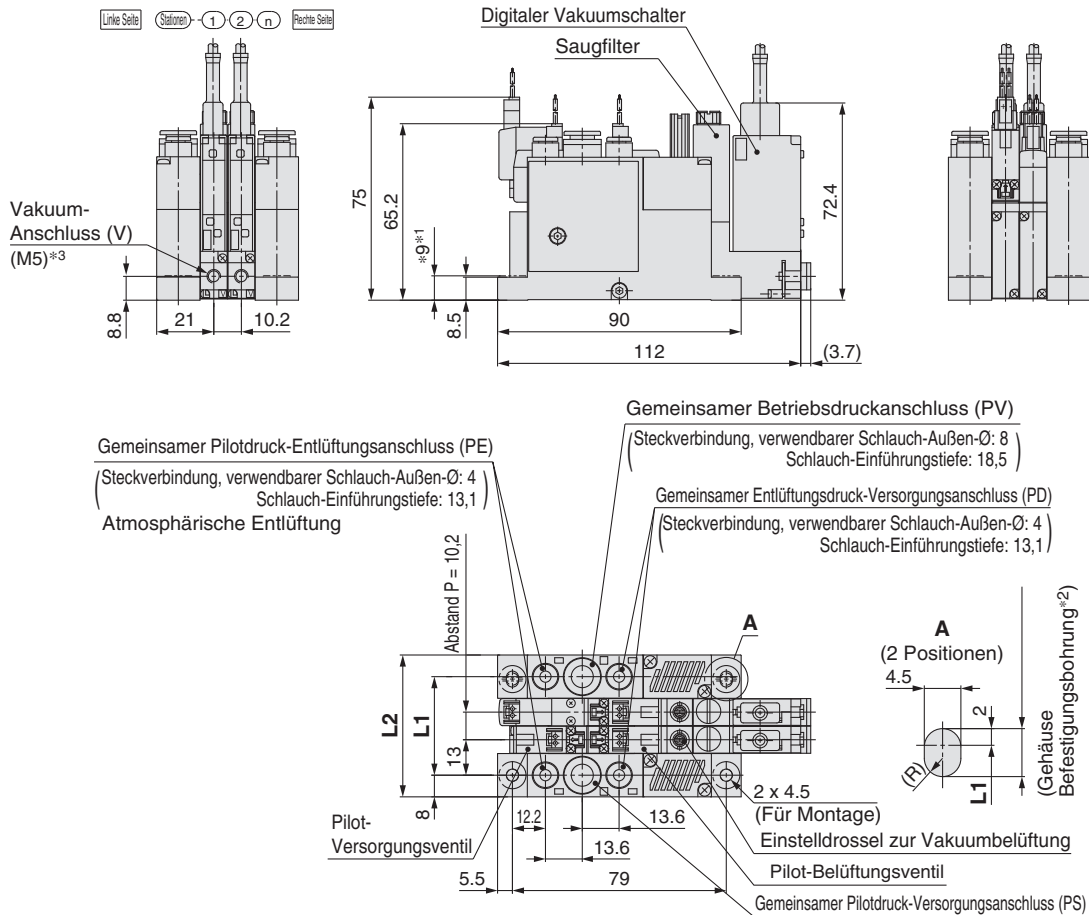 Linke Seite
Stationen
1
2
n
Rechte Seite
Digitaler Vakuumschalter
Saugfilter
Vakuum-
Anschluss (V)
(M5)*3
8.8
21
10.2
75
65.2
*9*1
8.5
90
112
(3.7)
72.4
Gemeinsamer Betriebsdruckanschluss (PV)
(Steckverbindung, verwendbarer Schlauch-Außen-Ø: 8
Schlauch-Einführungstiefe: 18,5)
Gemeinsamer Pilotdruck-Entlüftungsanschluss (PE)
(Steckverbindung, verwendbarer Schlauch-Außen-Ø: 4
Schlauch-Einführungstiefe: 13,1)
Atmosphärische Entlüftung
Gemeinsamer Entlüftungsdruck-Versorgungsanschluss (PD)
(Steckverbindung, verwendbarer Schlauch-Außen-Ø: 4
Schlauch-Einführungstiefe: 13,1)
Abstand P = 10,2
L2
L1
13
8
A
A
(2 Positionen)
4.5
2
(R)
L1
(Gehäuse
Befestigungsbohrung*2)
2 x 4.5
(Für Montage)
12.2
13.6
13.6
Pilot-
Versorgungsventil
Einstelldrossel zur Vakuumbelüftung
Pilot-Belüftungsventil
5.5
79
Gemeinsamer Pilotdruck-Versorgungsanschluss (PS)